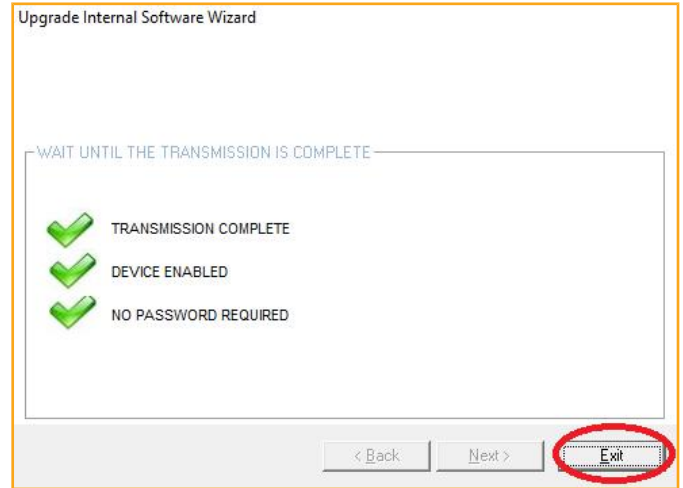 Upgrade Internal Software Wizard
WAIT UNTIL THE TRANSMISSION IS COMPLETE
TRANSMISSION COMPLETE
DEVICE ENABLED
NO PASSWORD REQUIRED
< Back Next > Exit